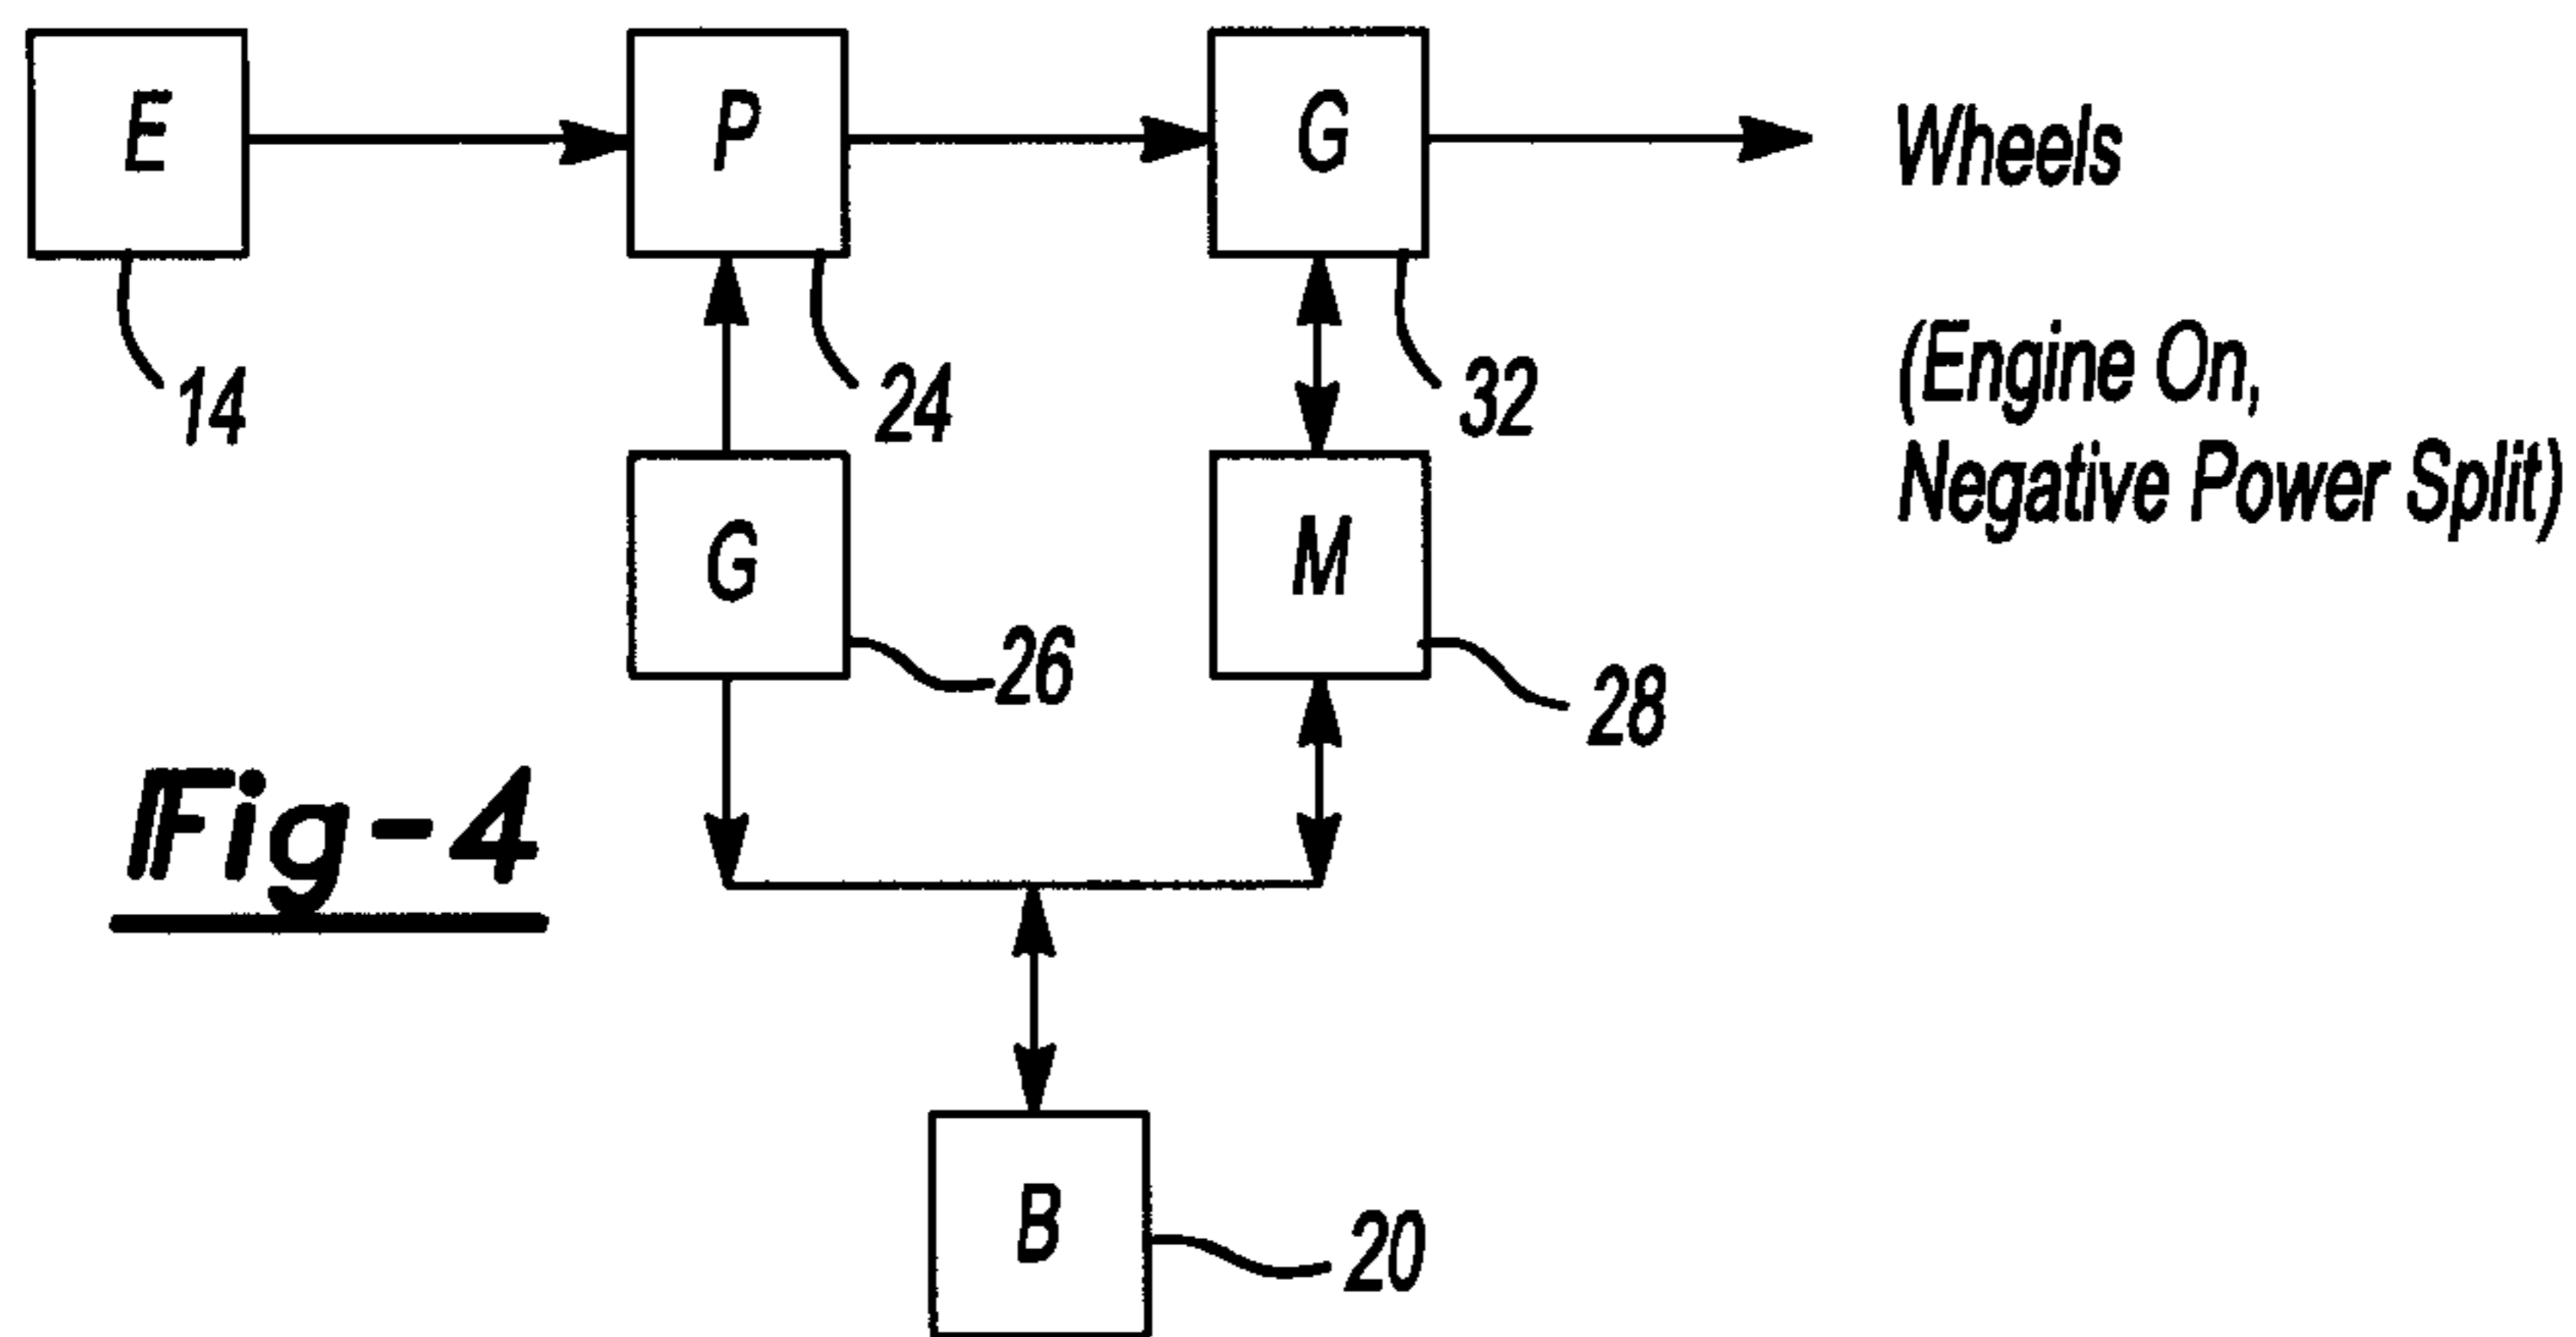 E
P
G
Wheels
14
24
32
(Engine On,
Negative Power Split)
G
M
26
28
Fig-4
B
20